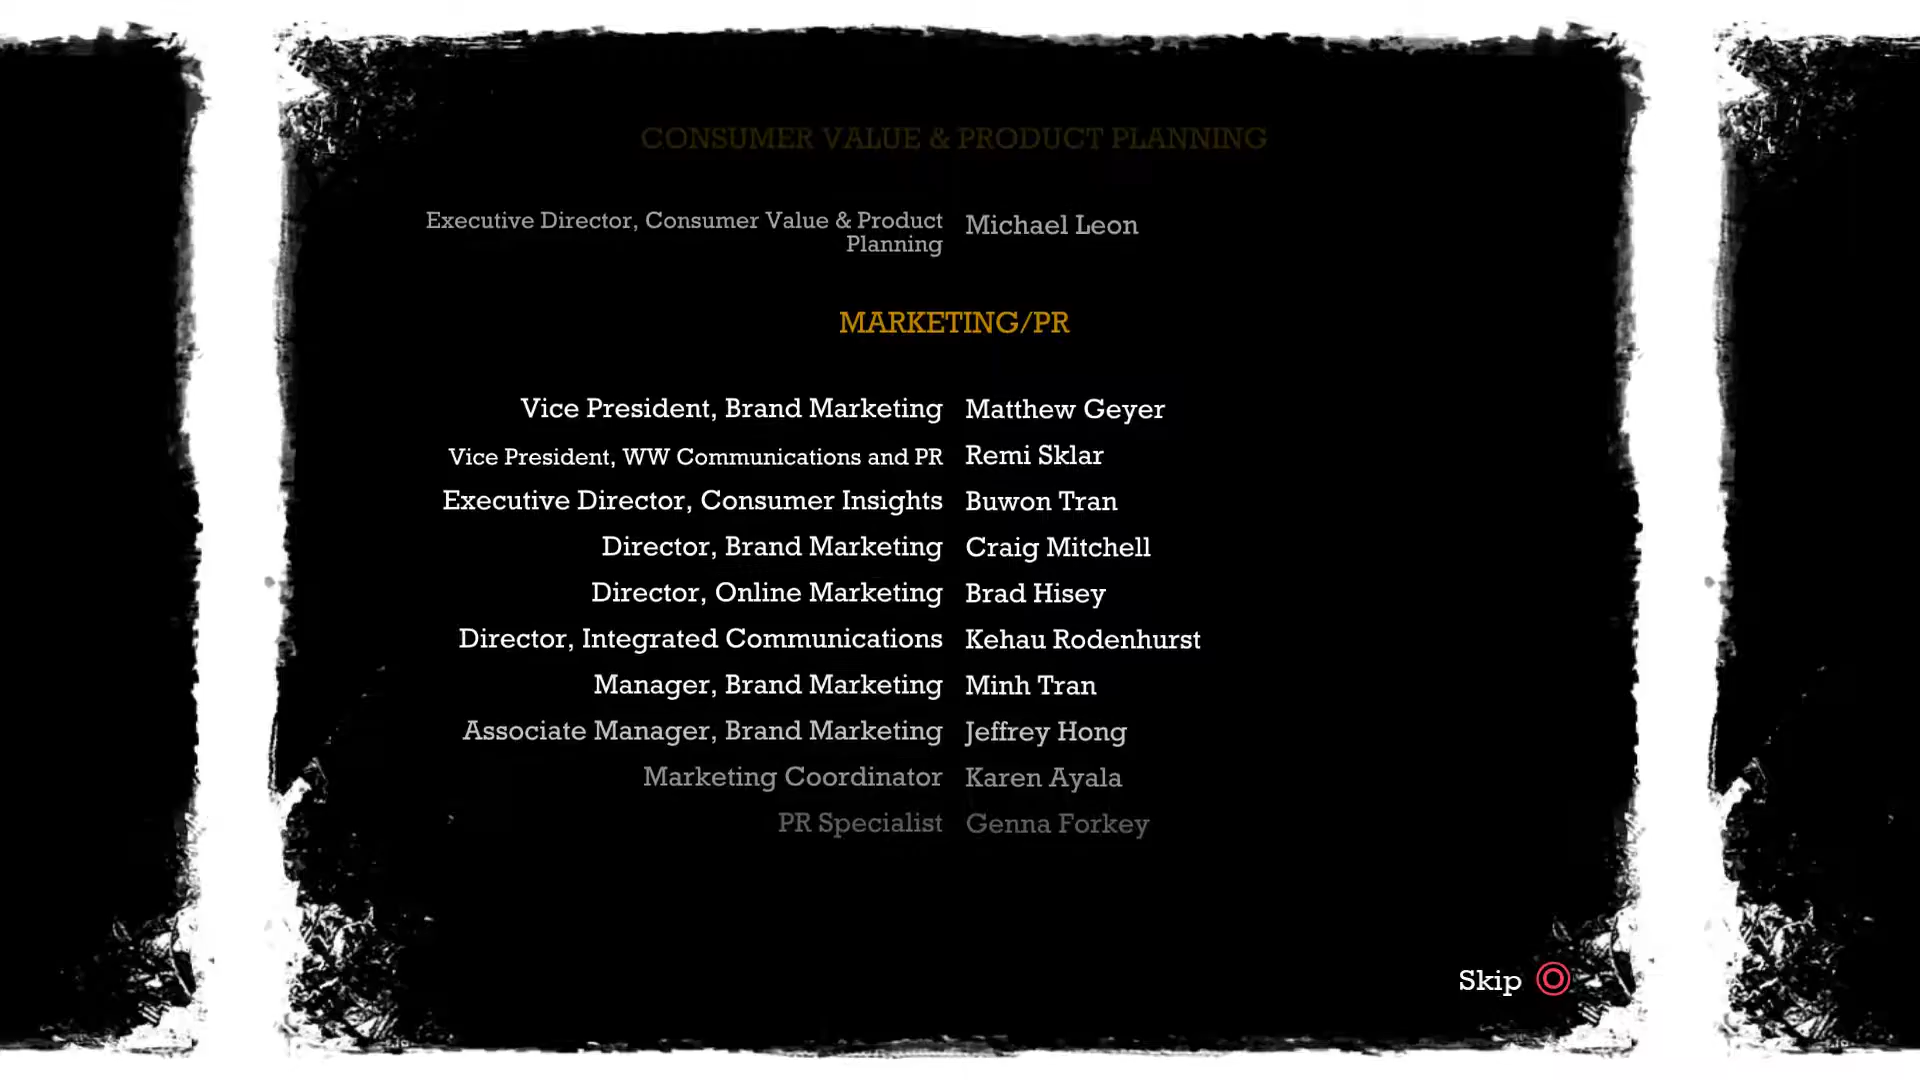 CONSUMER VALUE & PRODUCT PLANNING
Executive Director, Consumer Value & Product Planning Michael Leon
MARKETING/PR
Vice President, Brand Marketing Matthew Geyer
Vice President, WW Communications and PR Remi Sklar
Executive Director, Consumer Insights Buwon Tran
Director, Brand Marketing Craig Mitchell
Director, Online Marketing Brad Hisey
Director, Integrated Communications Kehau Rodenhurst
Manager, Brand Marketing Minh Tran
Associate Manager, Brand Marketing Jeffrey Hong
Marketing Coordinator Karen Ayala
PR Specialist Genna Forkey
Skip